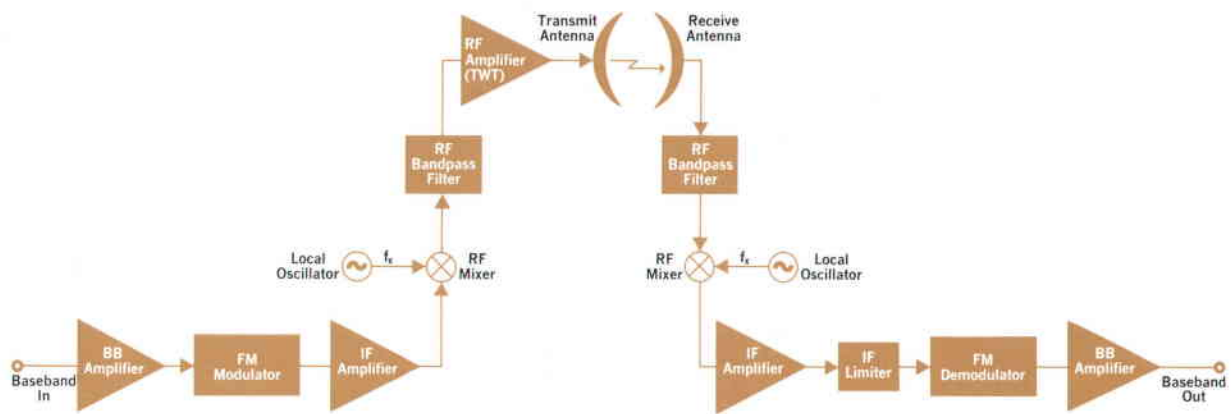 Transmit
Antenna
Receive
Antenna
RF
Amplifier
(TWT)
RF
Bandpass
Filter
RF
Bandpass
Filter
Local
Oscillator
RF
Mixer
RF
Mixer
Local
Oscillator
BB
Amplifier
FM
Modulator
IF
Amplifier
IF
Amplifier
IF
Limiter
FM
Demodulator
BB
Amplifier
Baseband
In
Baseband
Out